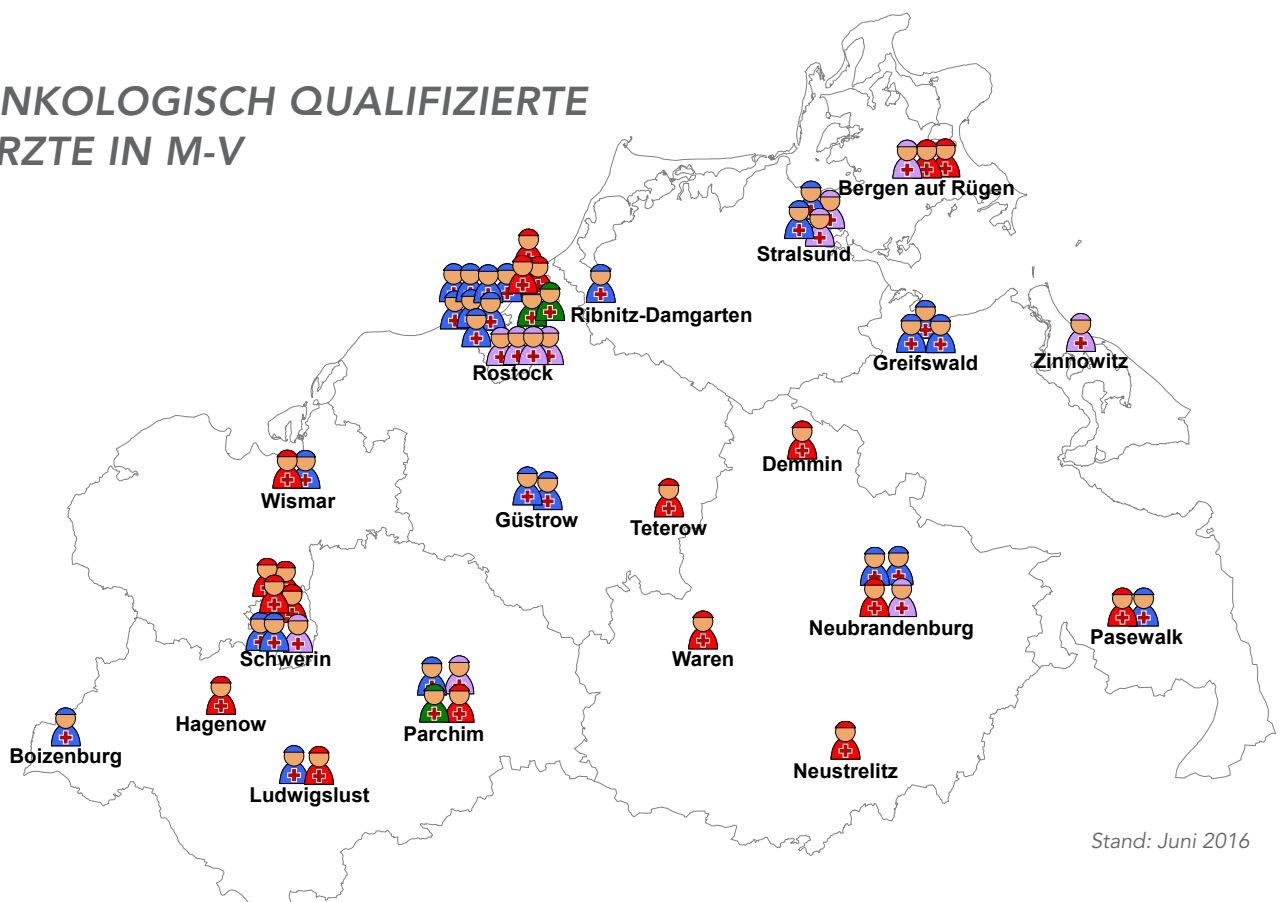 NKOLOGISCH QUALIFIZIERTE
RZTE IN M-V
Bergen auf Rügen
Stralsund
Ribnitz-Damgarten
Greifswald
Zinnowitz
Rostock
Demmin
Wismar
Güstrow
Teterow
Neubrandenburg
Pasewalk
Schwerin
Waren
Hagenow
Parchim
Boizenburg
Neustrelitz
Ludwigslust
Stand: Juni 2016